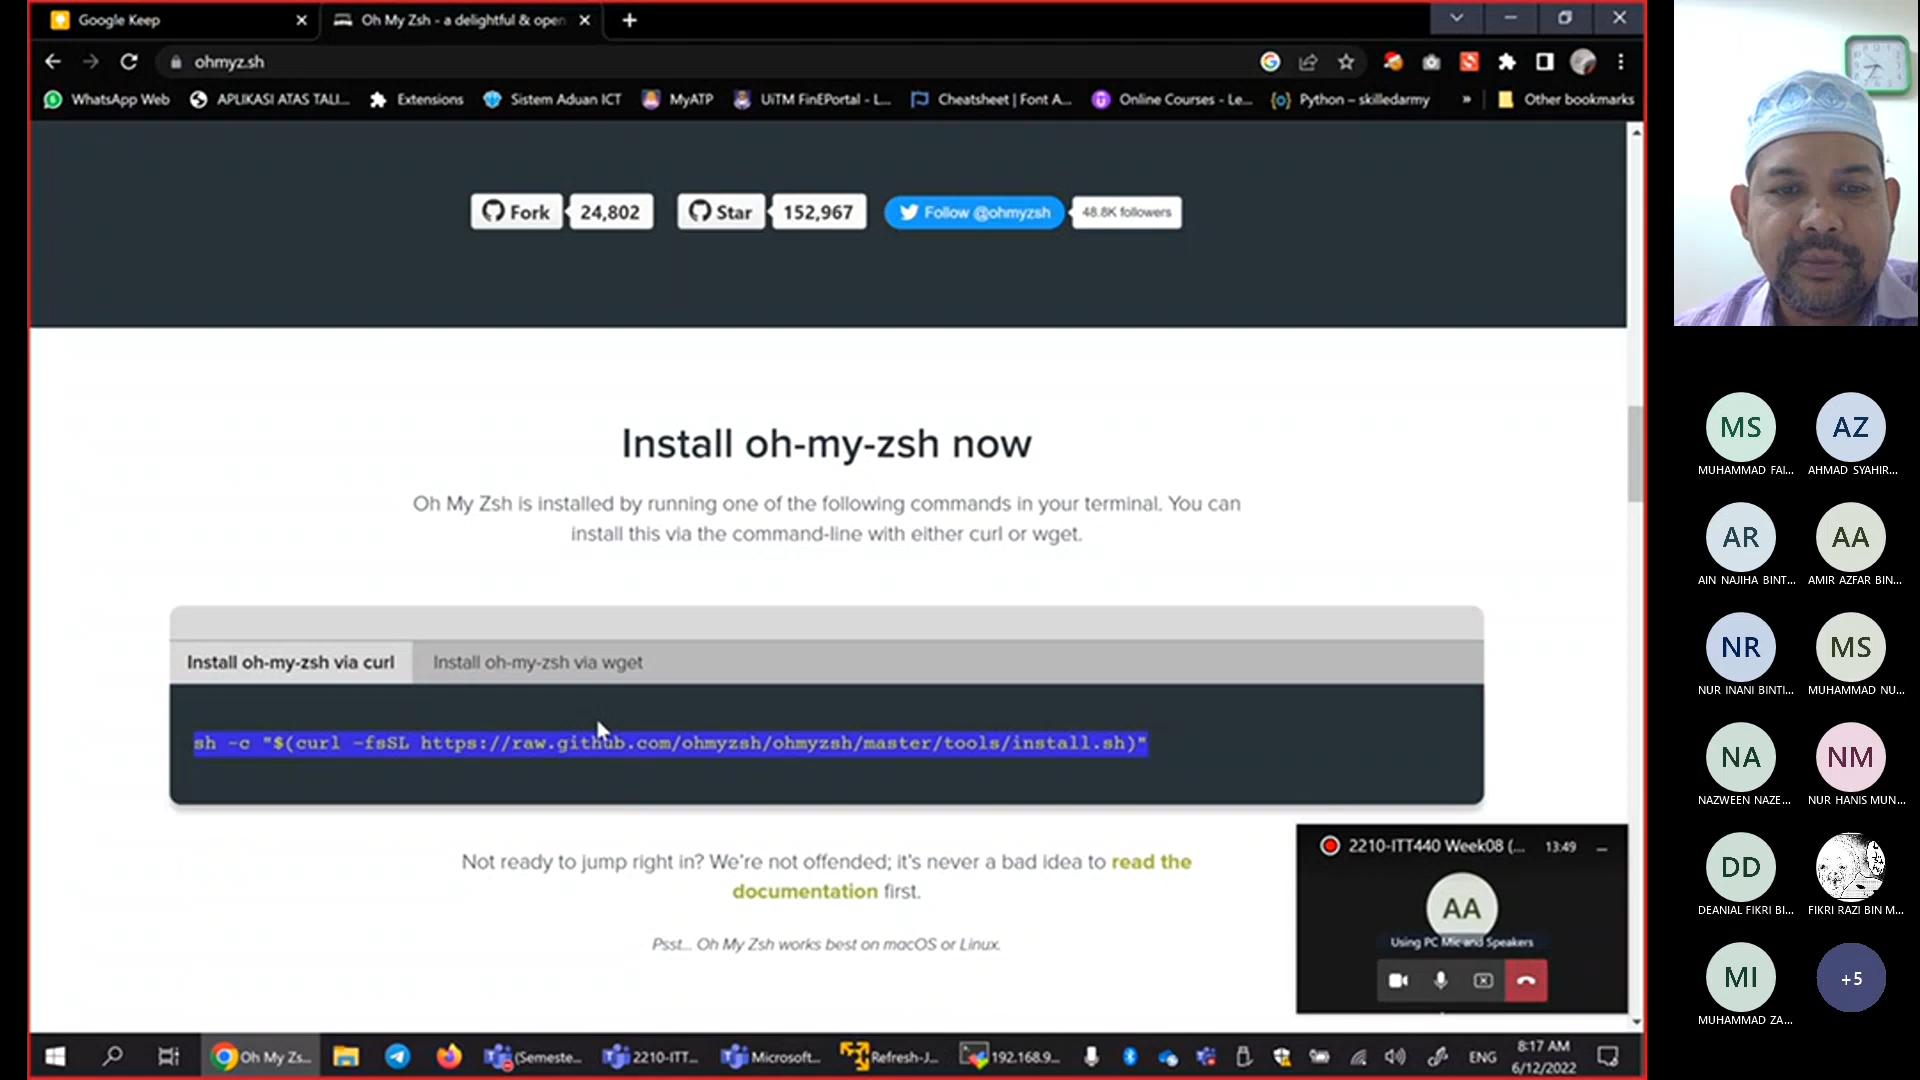 Google Keep
Oh My Zsh - a delightful & open
ohmyz.sh
WhatsApp Web
APLIKASI ATAS TALI...
Extensions
Sistem Aduan ICT
MyATP
UiTM FinEPortal - L...
Cheatsheet | Font A...
Online Courses - Le...
Python – skilledarmy
»
Other bookmarks
Fork 24,802
Star 152,967
Follow @ohmyzsh 48.8K followers
Install oh-my-zsh now
Oh My Zsh is installed by running one of the following commands in your terminal. You can
install this via the command-line with either curl or wget.
Install oh-my-zsh via curl
Install oh-my-zsh via wget
sh -c "$(curl -fsSL https://raw.github.com/ohmyzsh/ohmyzsh/master/tools/install.sh)"
Not ready to jump right in? We're not offended; it's never a bad idea to read the
documentation first.
Psst... Oh My Zsh works best on macOS or Linux.
2210-ITT440 Week08 (... 13:49
AA
Using PC Mic and Speakers
Oh My Zs...
(Semeste...
2210-ITT...
Microsoft...
Refresh-J...
192.168.9...
ENG
8:17 AM
6/12/2022
MS
MUHAMMAD FAI...
AZ
AHMAD SYAHIR...
AR
AIN NAJIHA BINT...
AA
AMIR AZFAR BIN...
NR
NUR INANI BINTI...
MS
MUHAMMAD NU...
NA
NAZWEEN NAZE...
NM
NUR HANIS MUN...
DD
DEANIAL FIKRI BI...
FIKRI RAZI BIN M...
MI
MUHAMMAD ZA...
+5